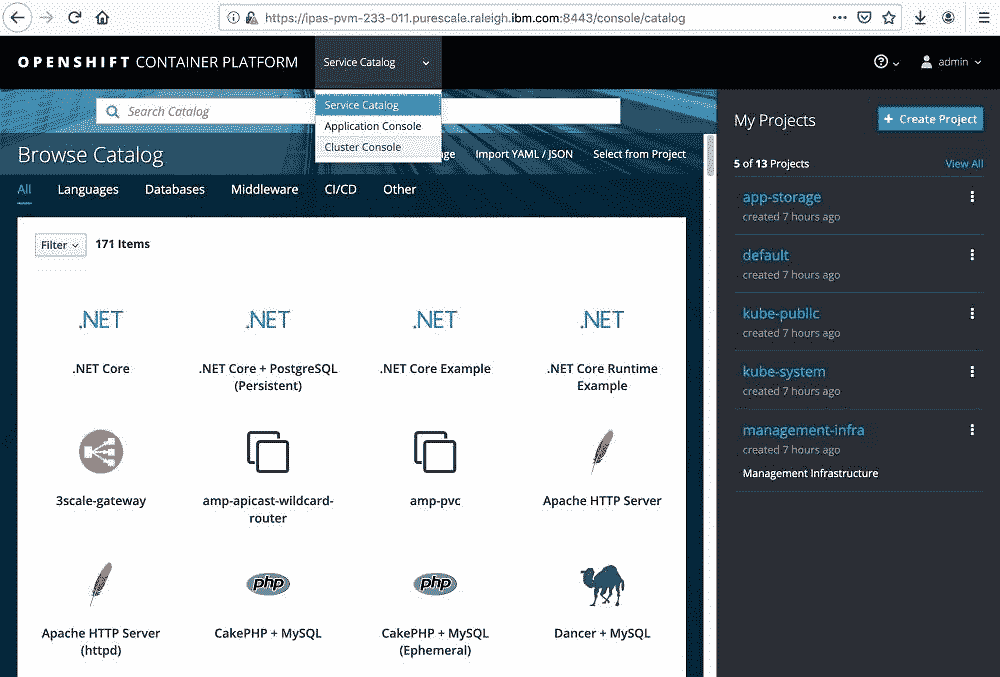 https://ipas-pvm-233-011.purescale.raleigh.ibm.com:8443/console/catalog
OPENSHIFT CONTAINER PLATFORM
Service Catalog
admin
Search Catalog
Service Catalog
Application Console
Cluster Console
Browse Catalog
Import YAML / JSON
Select from Project
All
Languages
Databases
Middleware
CI/CD
Other
Filter
171 Items
.NET
.NET
.NET
.NET
.NET Core
.NET Core + PostgreSQL
(Persistent)
.NET Core Example
.NET Core Runtime
Example
3scale-gateway
amp-apicast-wildcard-
router
amp-pvc
Apache HTTP Server
php
php
Apache HTTP Server
(httpd)
CakePHP + MySQL
CakePHP + MySQL
(Ephemeral)
Dancer + MySQL
My Projects
+ Create Project
5 of 13 Projects
View All
app-storage
created 7 hours ago
default
created 7 hours ago
kube-public
created 7 hours ago
kube-system
created 7 hours ago
management-infra
created 7 hours ago
Management Infrastructure